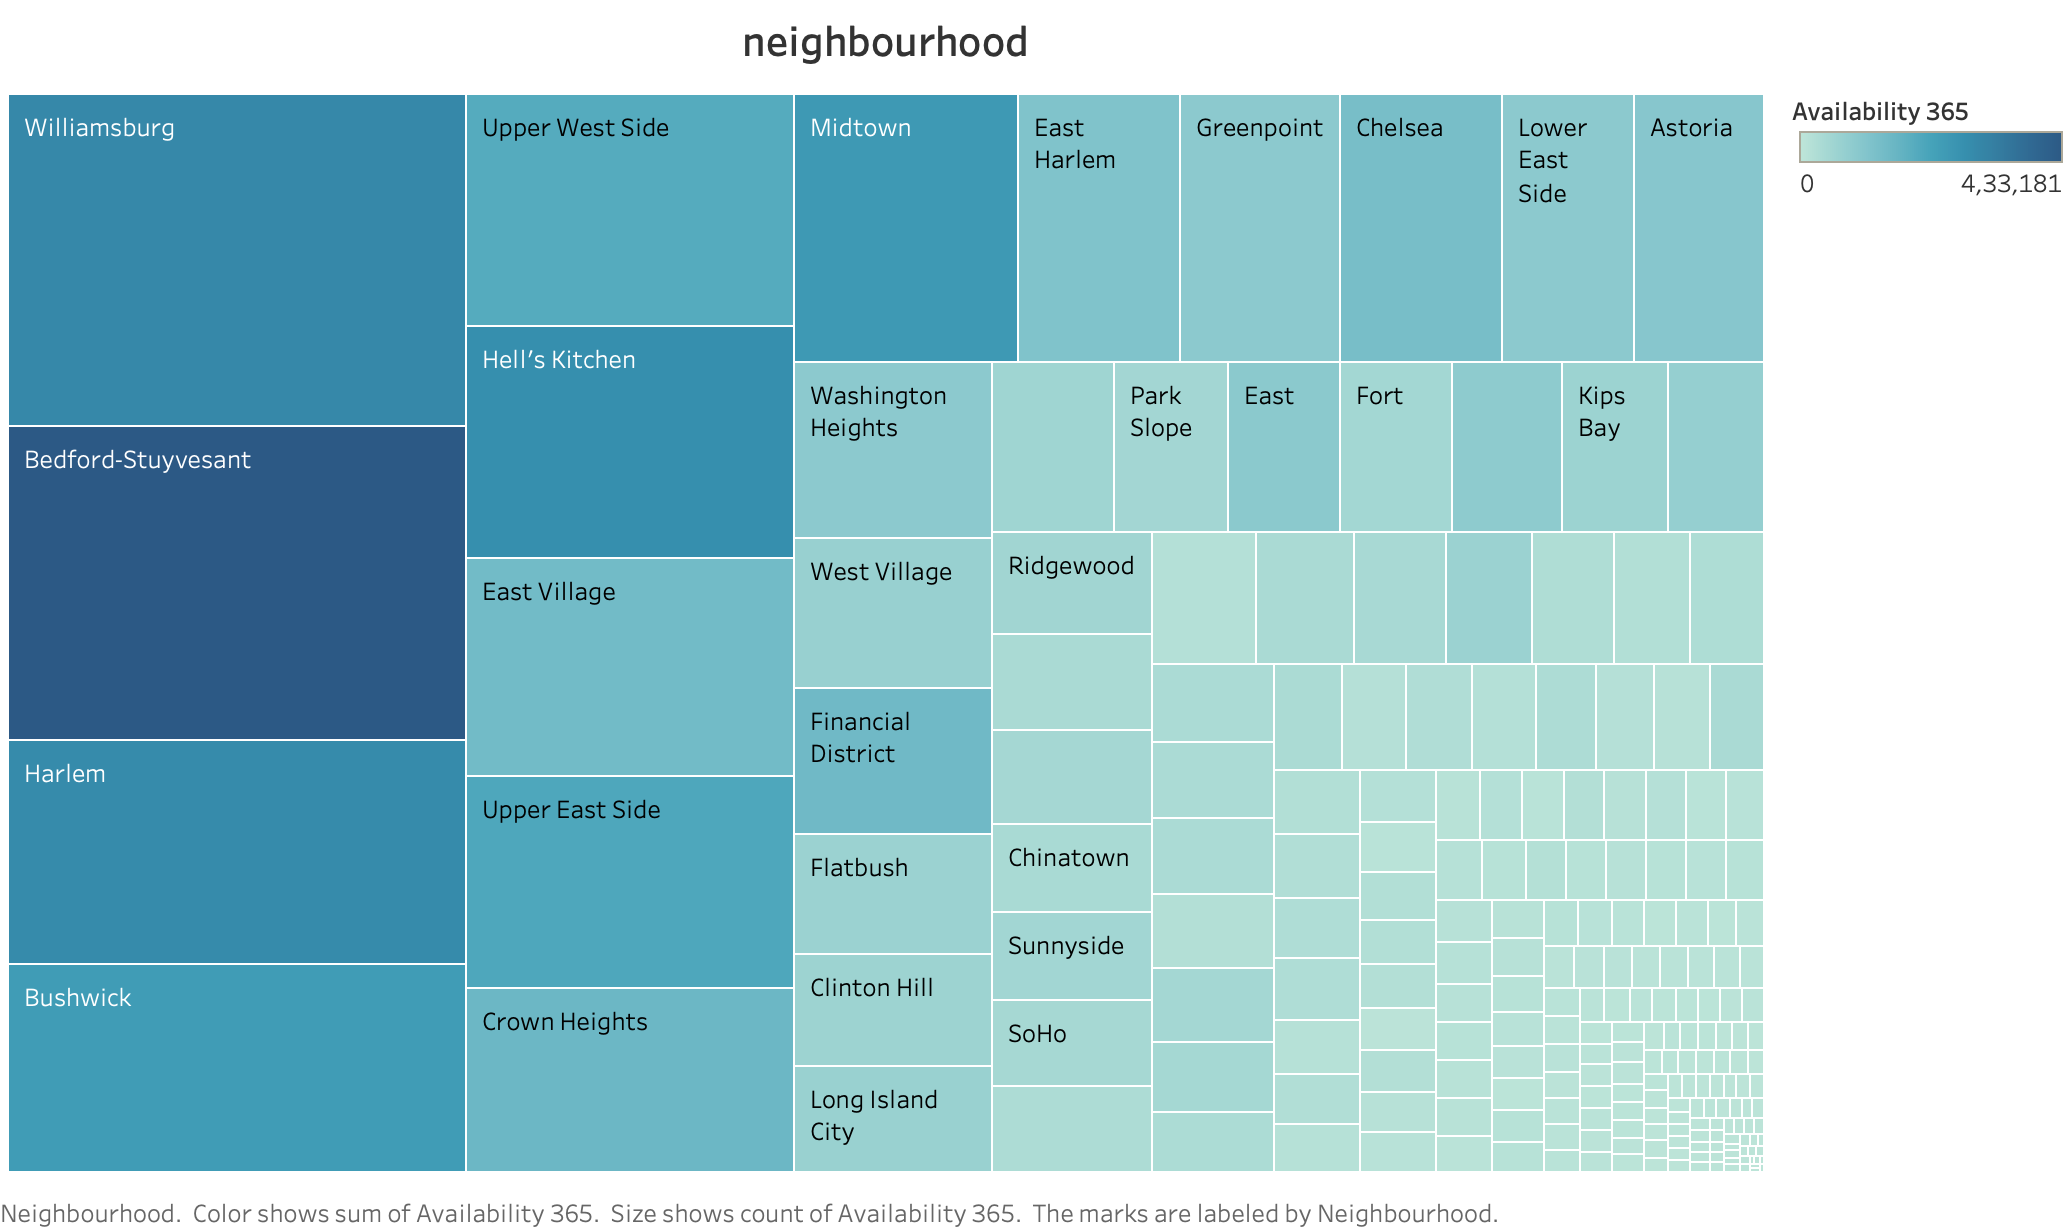 neighbourhood
Williamsburg
Bedford-Stuyvesant
Harlem
Bushwick
Upper West Side
Hell's Kitchen
East Village
Upper East Side
Crown Heights
Midtown
East
Harlem
Greenpoint
Chelsea
Lower
East
Side
Astoria
Washington
Heights
Park
Slope
East
Fort
Kips
Bay
West Village
Financial
District
Flatbush
Clinton Hill
Long Island
City
Ridgewood
Chinatown
Sunnyside
SoHo
Availability 365
0
4,33,181
Neighbourhood. Color shows sum of Availability 365. Size shows count of Availability 365. The marks are labeled by Neighbourhood.